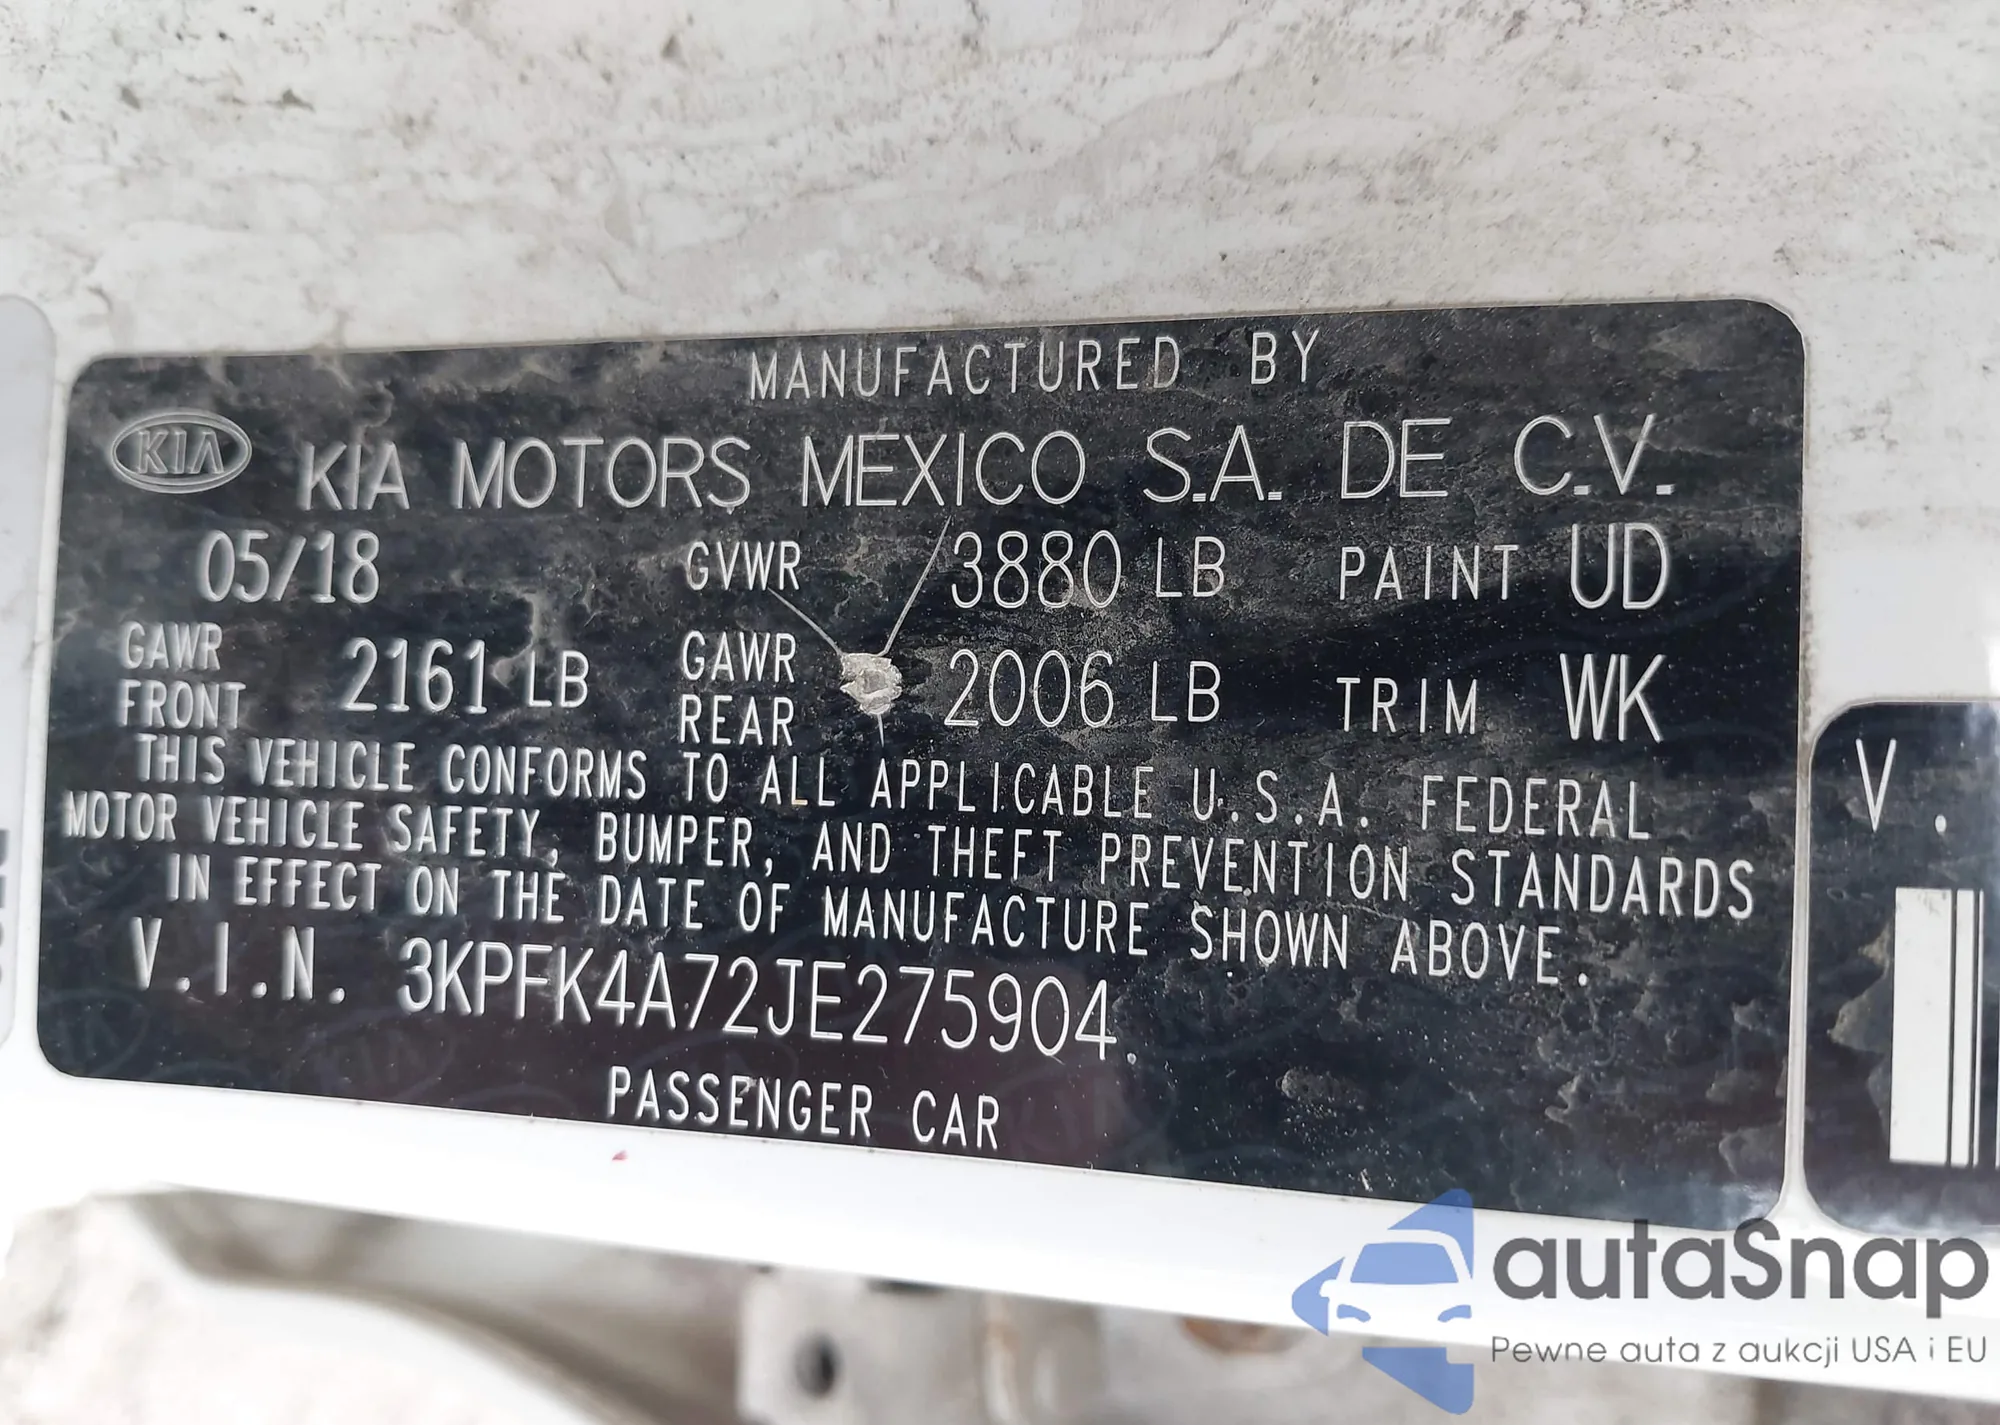 MANUFACTURED BY
KIA KIA MOTORS MEXICO S.A. DE C.V.
05/18 GVWR 3880 LB PAINT UD
GAWR FRONT 2161 LB GAWR REAR 2006 LB TRIM WK
THIS VEHICLE CONFORMS TO ALL APPLICABLE U.S.A. FEDERAL
MOTOR VEHICLE SAFETY, BUMPER, AND THEFT PREVENTION STANDARDS
IN EFFECT ON THE DATE OF MANUFACTURE SHOWN ABOVE.
V.I.N. 3KPFK4A72JE275904.
PASSENGER CAR
V.
autaSnap
Pewne auta z aukcji USA i EU